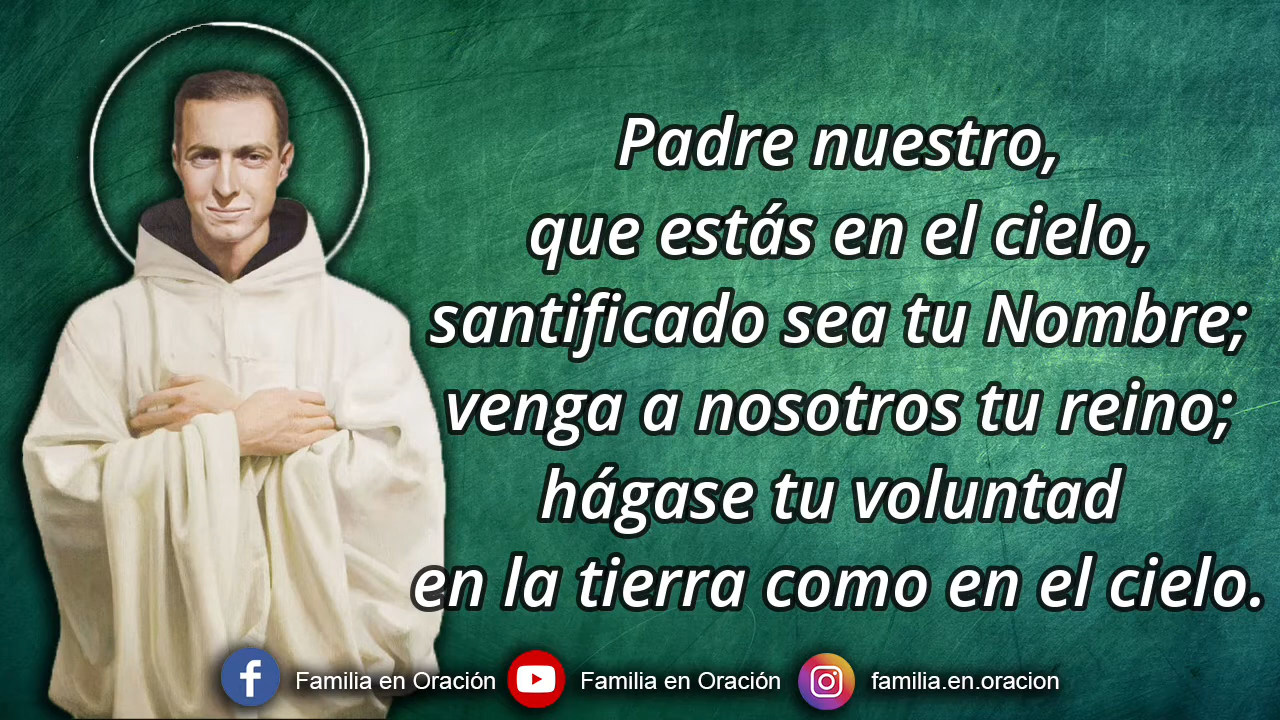 Padre nuestro,
que estás en el cielo,
santificado sea tu Nombre;
venga a nosotros tu reino;
hágase tu voluntad
en la tierra como en el cielo.
Familia en Oración Familia en Oración familia.en.oracion